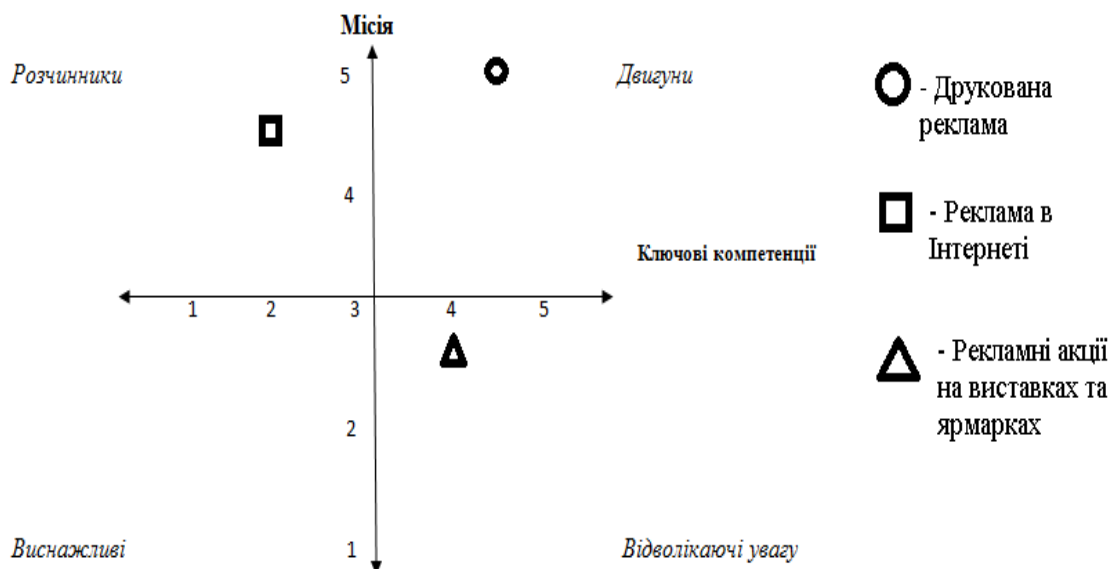 Місія
Розчинники
5
Двигуни
4
Ключові компетенції
1 2 3 4 5
2
Виснажливі
1
Відволікаючі увагу
- Друкована
реклама
- Реклама в
Інтернеті
- Рекламні акції
на виставках та
ярмарках